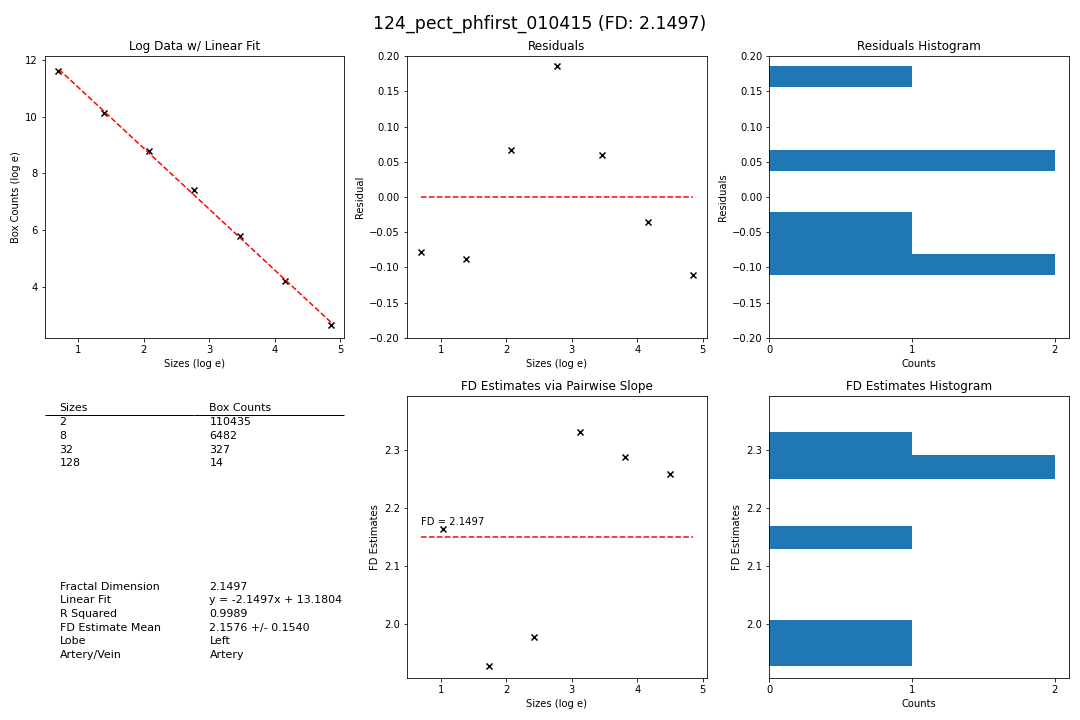 124_pect_phfirst_010415 (FD: 2.1497)
Log Data w/ Linear Fit
12
10
8
6
4
1 2 3 4 5
Box Counts (log e)
Sizes (log e)
Residuals
0.20
0.15
0.10
0.05
0.00
−0.05
−0.10
−0.15
−0.20
1 2 3 4 5
Residual
Sizes (log e)
Residuals Histogram
0.20
0.15
0.10
0.05
0.00
−0.05
−0.10
−0.15
−0.20
0 1 2
Residuals
Counts
Sizes Box Counts
2 110435
8 6482
32 327
128 14
Fractal Dimension 2.1497
Linear Fit y = -2.1497x + 13.1804
R Squared 0.9989
FD Estimate Mean 2.1576 +/- 0.1540
Lobe Left
Artery/Vein Artery
FD Estimates via Pairwise Slope
2.3
2.2
2.1
2.0
FD = 2.1497
1 2 3 4 5
FD Estimates
Sizes (log e)
FD Estimates Histogram
2.3
2.2
2.1
2.0
0 1 2
FD Estimates
Counts